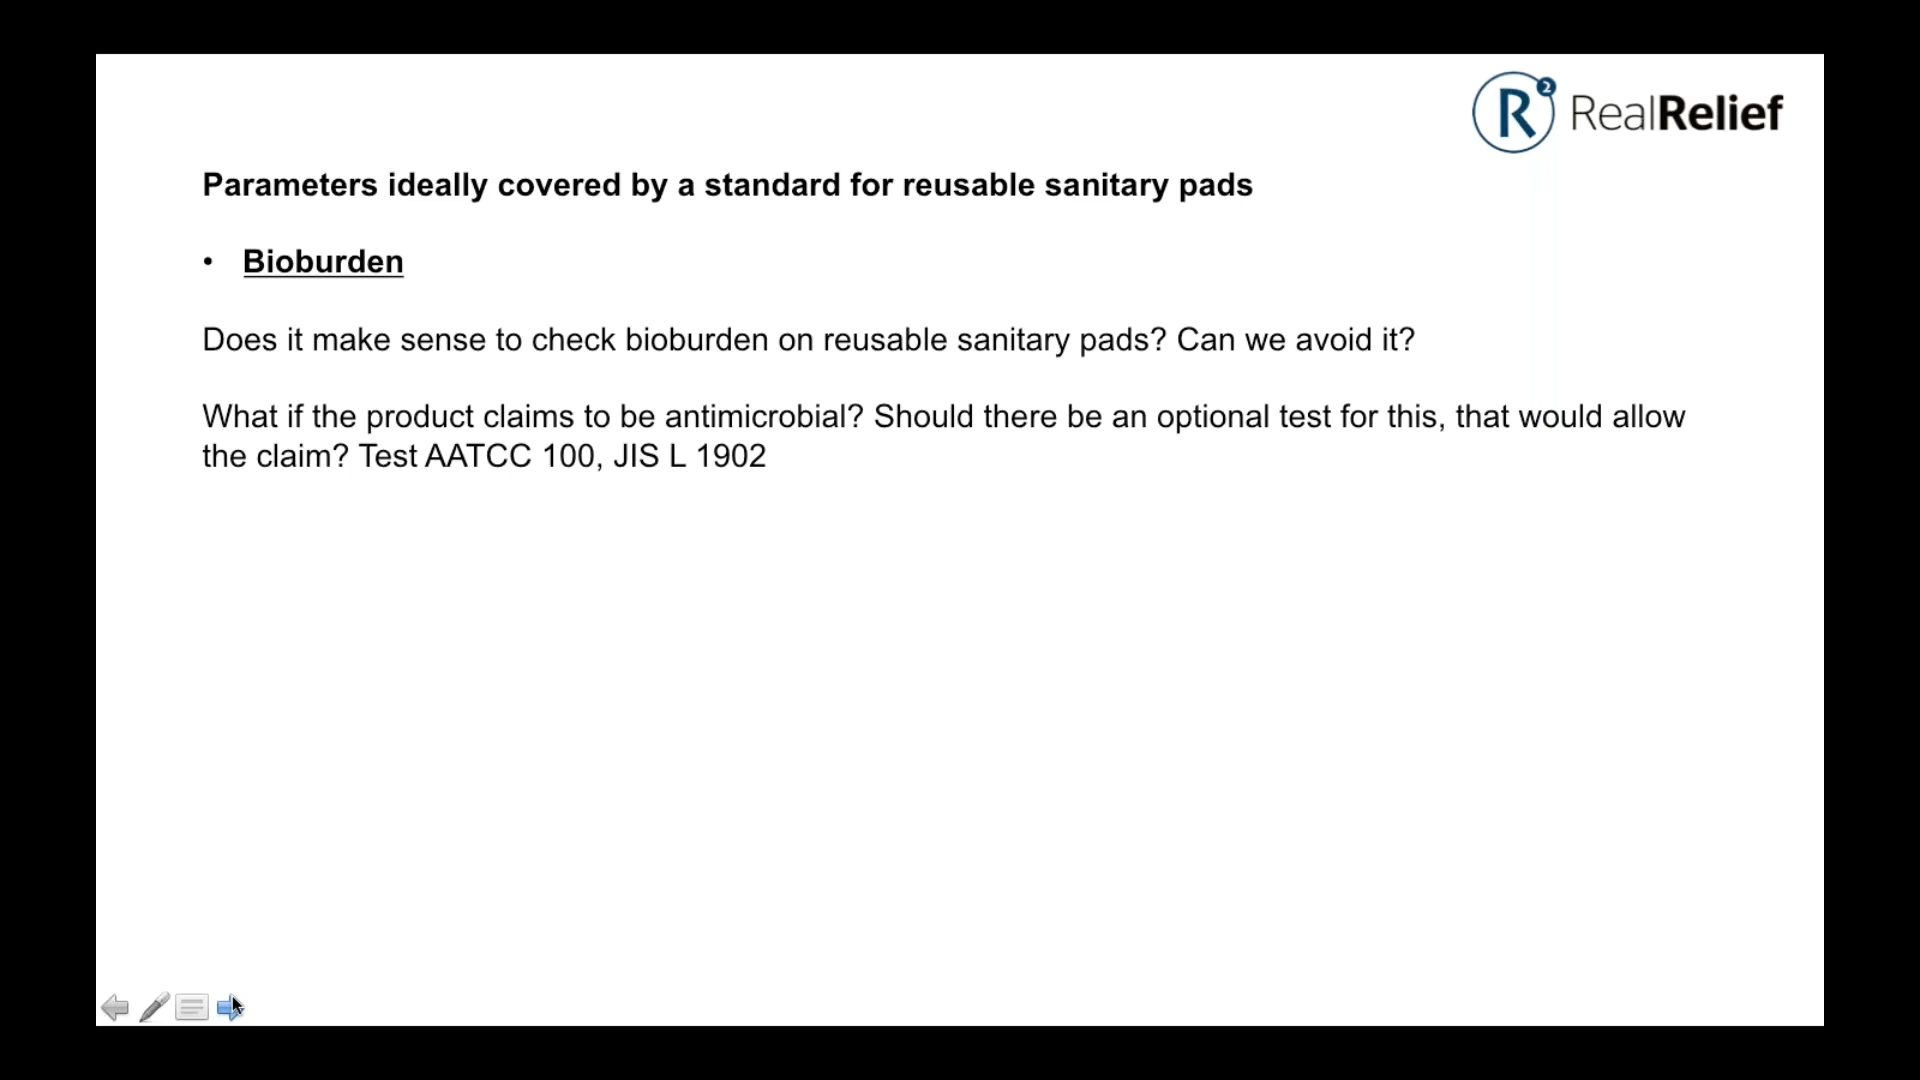 R2 RealRelief
Parameters ideally covered by a standard for reusable sanitary pads
• Bioburden
Does it make sense to check bioburden on reusable sanitary pads? Can we avoid it?
What if the product claims to be antimicrobial? Should there be an optional test for this, that would allow
the claim? Test AATCC 100, JIS L 1902